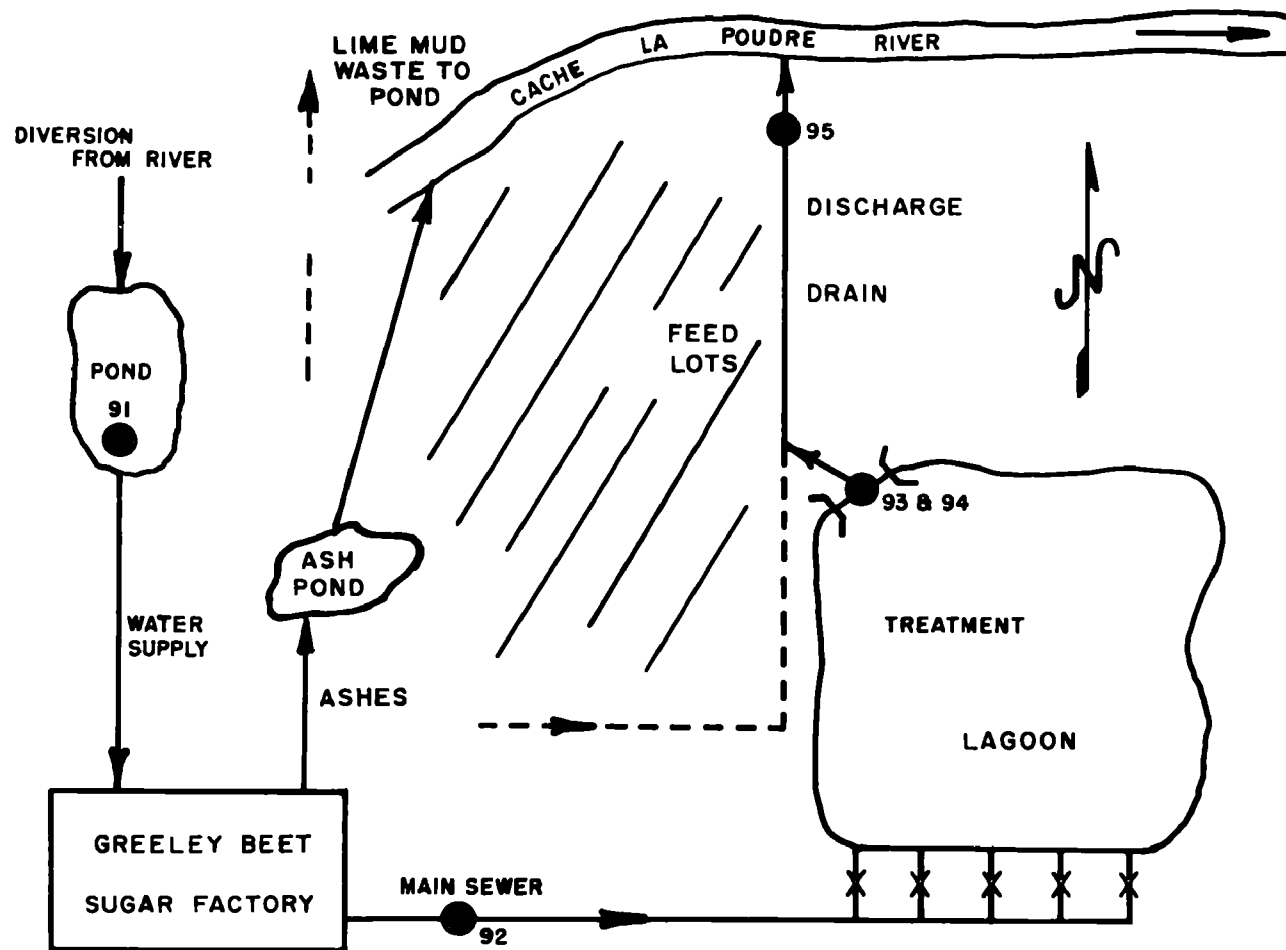 LIME MUD
WASTE TO
POND
CACHE LA POUDRE RIVER
DIVERSION
FROM RIVER
95
DISCHARGE
DRAIN
N
POND
91
FEED
LOTS
93 & 94
ASH
POND
WATER
SUPPLY
TREATMENT
LAGOON
ASHES
GREELEY BEET
SUGAR FACTORY
MAIN SEWER
92